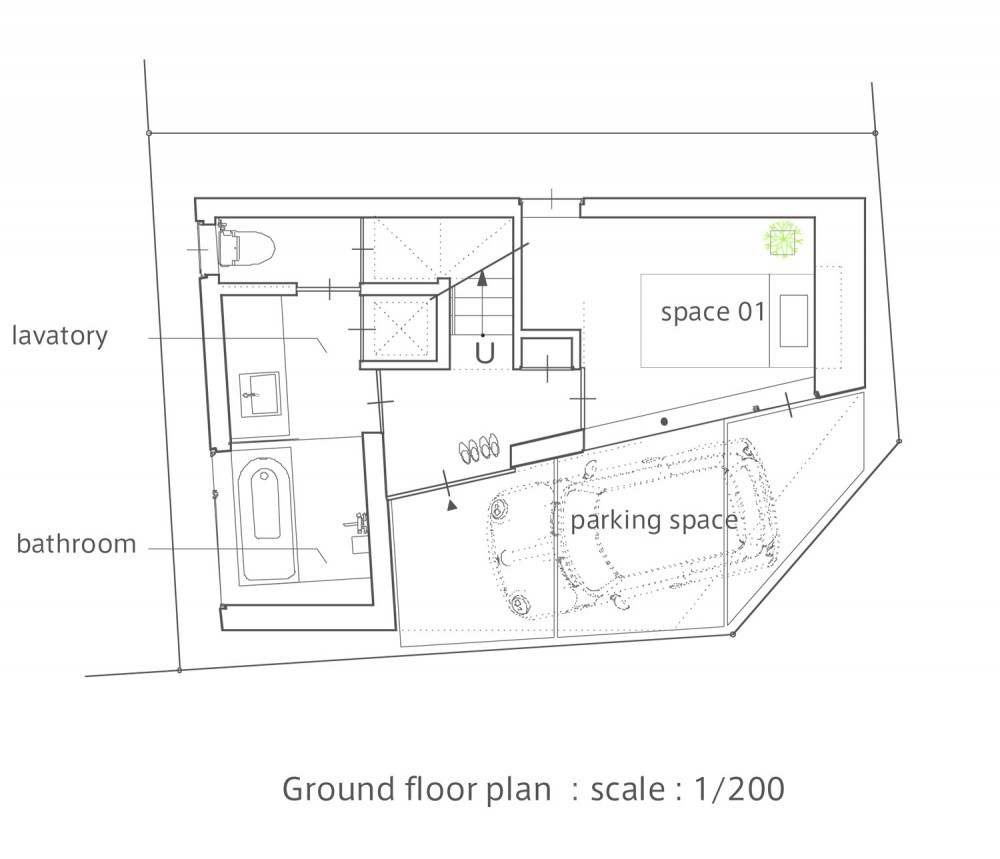 space 01
lavatory
U
parking space
bathroom
Ground floor plan : scale : 1/200